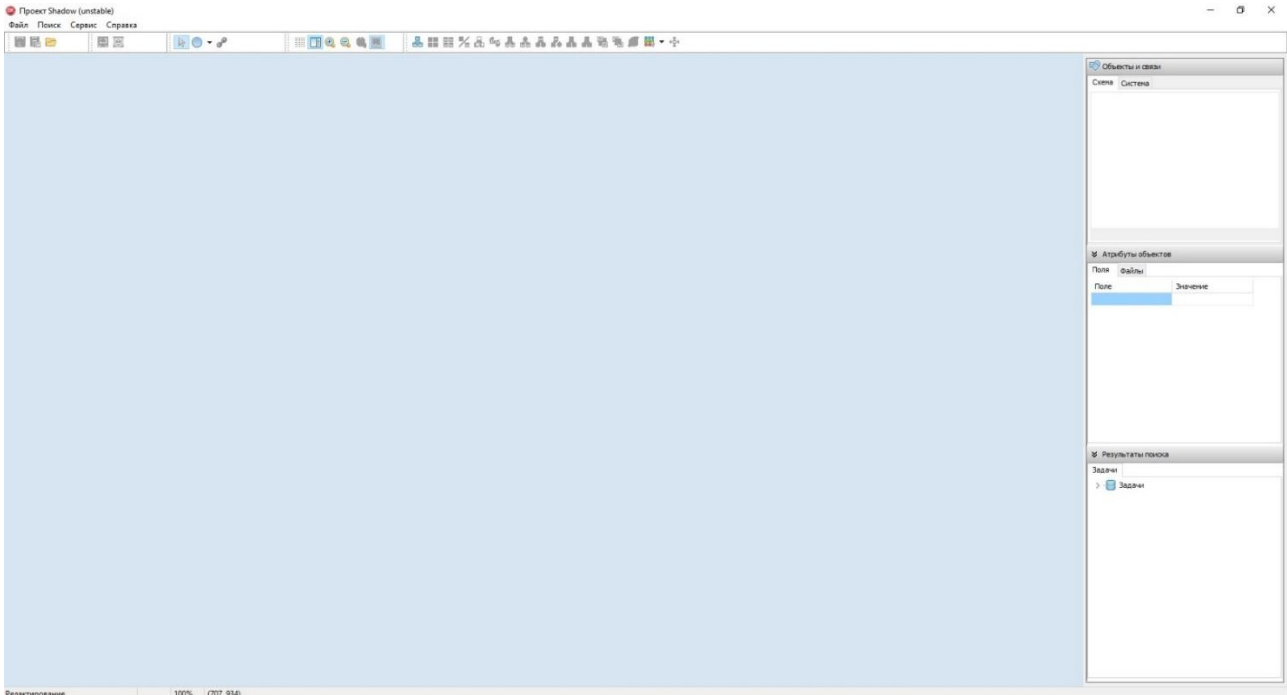 Проект Shadow (unstable)
Файл Поиск Сервис Справка
Объекты и связи
Схема Система
Атрибуты объектов
Поля Файлы
Поле Значение
Результаты поиска
Задачи
Задачи
Редактирование 100% (707, 934)